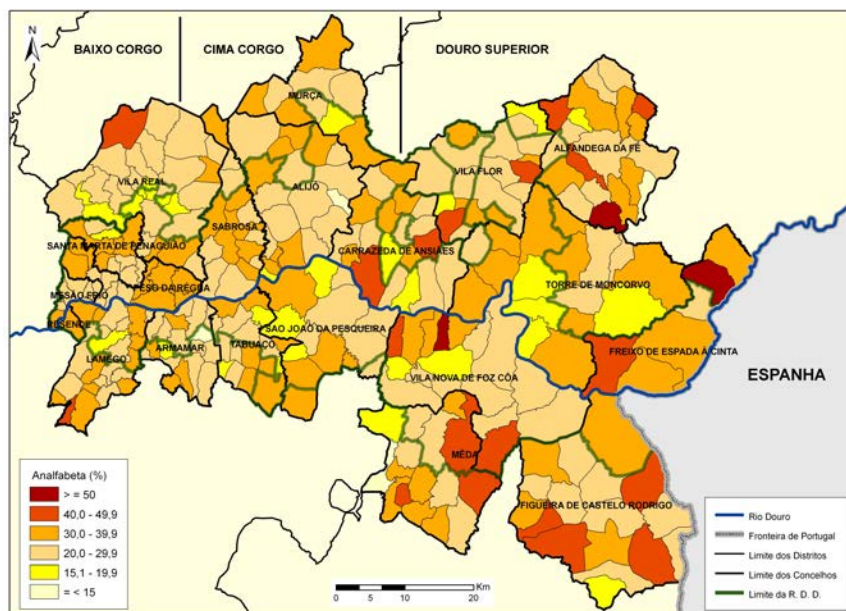 N
BAIXO CORGO
CIMA CORGO
DOURO SUPERIOR
MURÇA
ALFANDEGA DA FÉ
VILA FLOR
VILA REAL
ALIJÓ
SABROSA
SANTA MARTA DE PENAGUIÃO
CARRAZEDA DE ANSIÃES
MESÃO FRIO
PESO DA RÉGUA
TORRE DE MONCORVO
RESENDE
SÃO JOÃO DA PESQUEIRA
LAMEGO
ARMAMAR
TABUAÇO
FREIXO DE ESPADA À CINTA
VILA NOVA DE FOZ CÔA
ESPANHA
MÊDA
FIGUEIRA DE CASTELO RODRIGO
Analfabeta (%)
> = 50
40,0 - 49,9
30,0 - 39,9
20,0 - 29,9
15,1 - 19,9
= < 15
Km
0 5 10 20
Rio Douro
Fronteira de Portugal
Limite dos Distritos
Limite dos Concelhos
Limite da R. D. D.